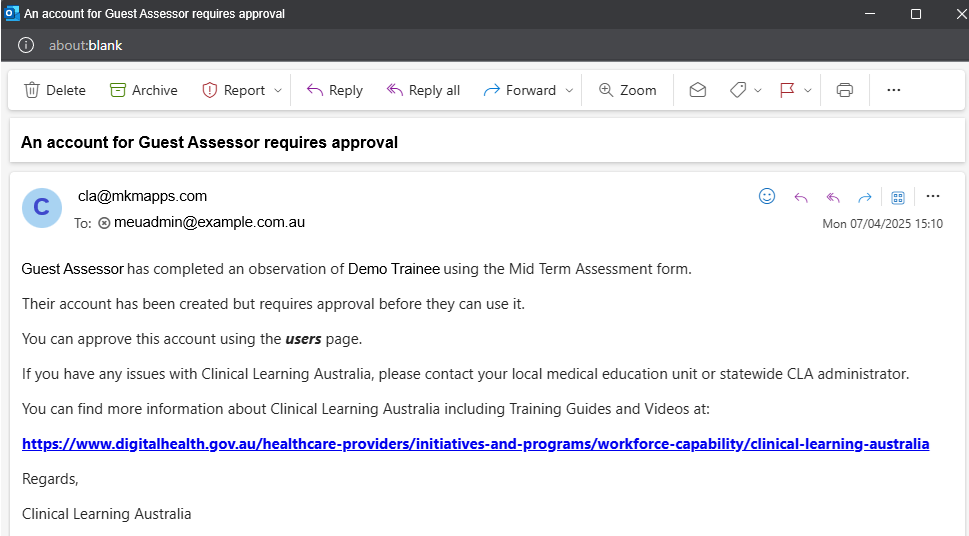 An account for Guest Assessor requires approval
about:blank
Delete Archive Report Reply Reply all Forward Zoom ...
An account for Guest Assessor requires approval
C
cla@mkmapps.com
To: meuadmin@example.com.au
Mon 07/04/2025 15:10
Guest Assessor has completed an observation of Demo Trainee using the Mid Term Assessment form.
Their account has been created but requires approval before they can use it.
You can approve this account using the users page.
If you have any issues with Clinical Learning Australia, please contact your local medical education unit or statewide CLA administrator.
You can find more information about Clinical Learning Australia including Training Guides and Videos at:
https://www.digitalhealth.gov.au/healthcare-providers/initiatives-and-programs/workforce-capability/clinical-learning-australia
Regards,
Clinical Learning Australia